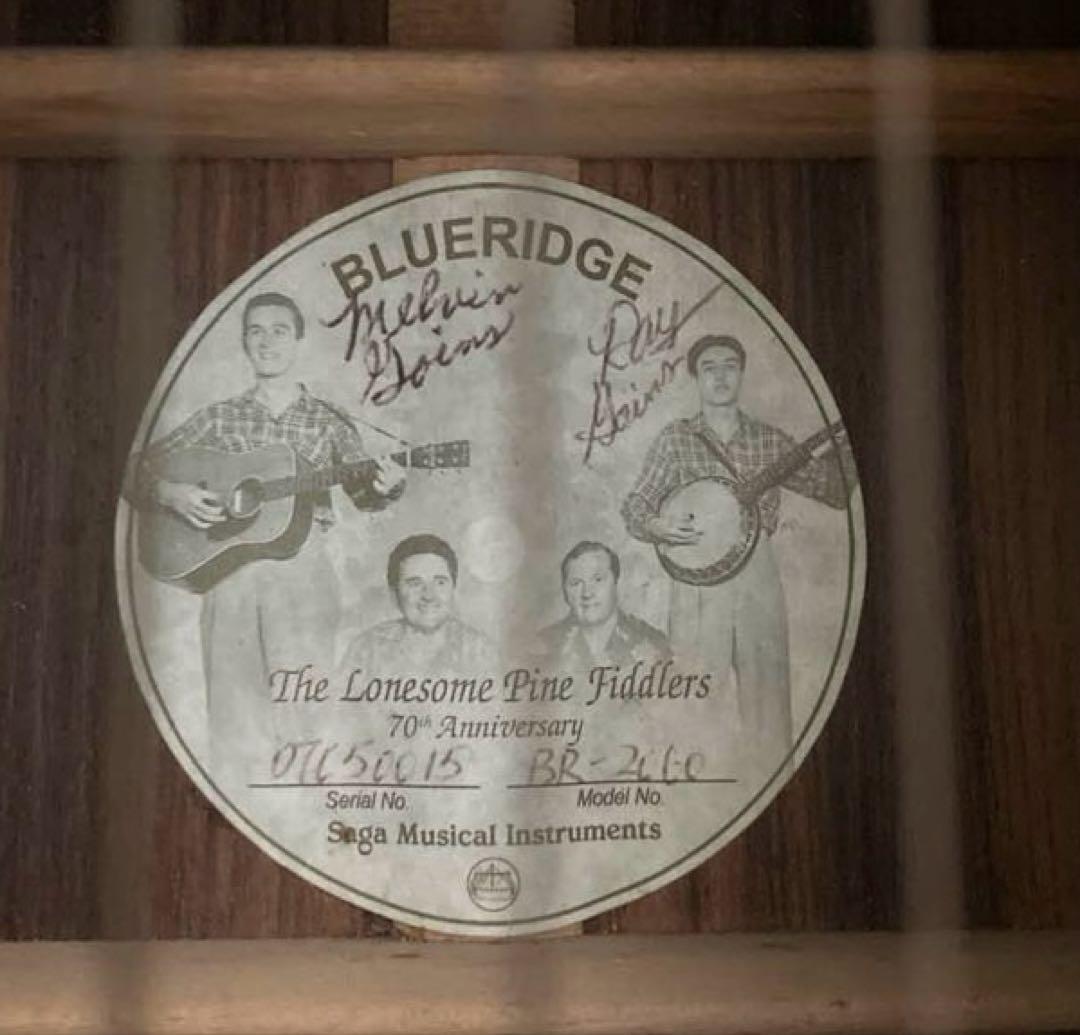 BLUERIDGE
Melvin Goins
Ray Goins
The Lonesome Pine Fiddlers
70th Anniversary
BR-2060
Serial No.
Model No.
Saga Musical Instruments